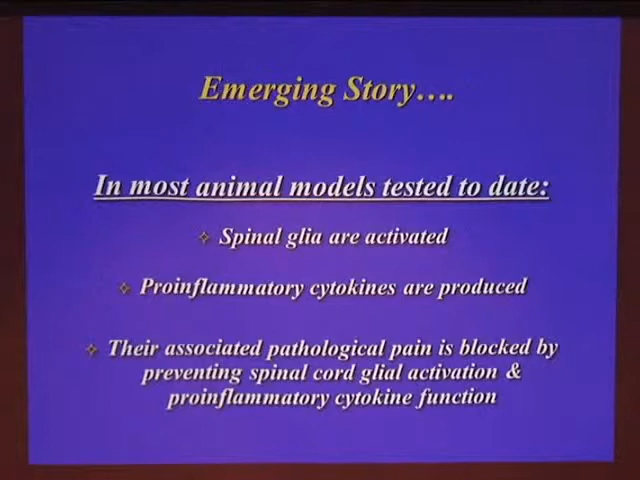 Emerging Story....
In most animal models tested to date:
Spinal glia are activated
Proinflammatory cytokines are produced
Their associated pathological pain is blocked by
preventing spinal cord glial activation &
proinflammatory cytokine function